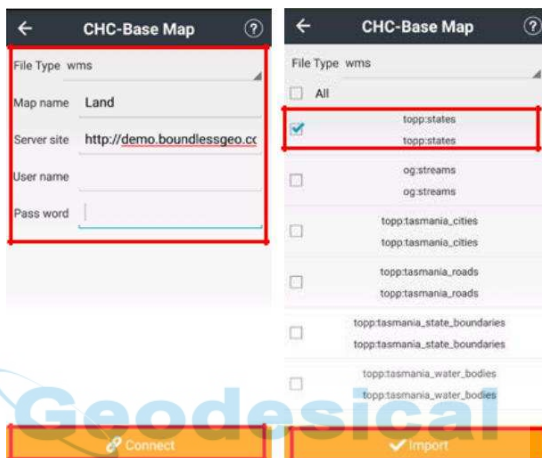 CHC-Base Map
?
File Type wms
Map name Land
Server site http://demo.boundlessgeo.cc
User name
Pass word
Connect
CHC-Base Map
?
File Type wms
All
topp:states
topp:states
og:streams
og:streams
topp:tasmania_cities
topp:tasmania_cities
topp:tasmania_roads
topp:tasmania_roads
topp:tasmania_state_boundaries
topp:tasmania_state_boundaries
topp:tasmania_water_bodies
topp:tasmania_water_bodies
Import
Geodesical